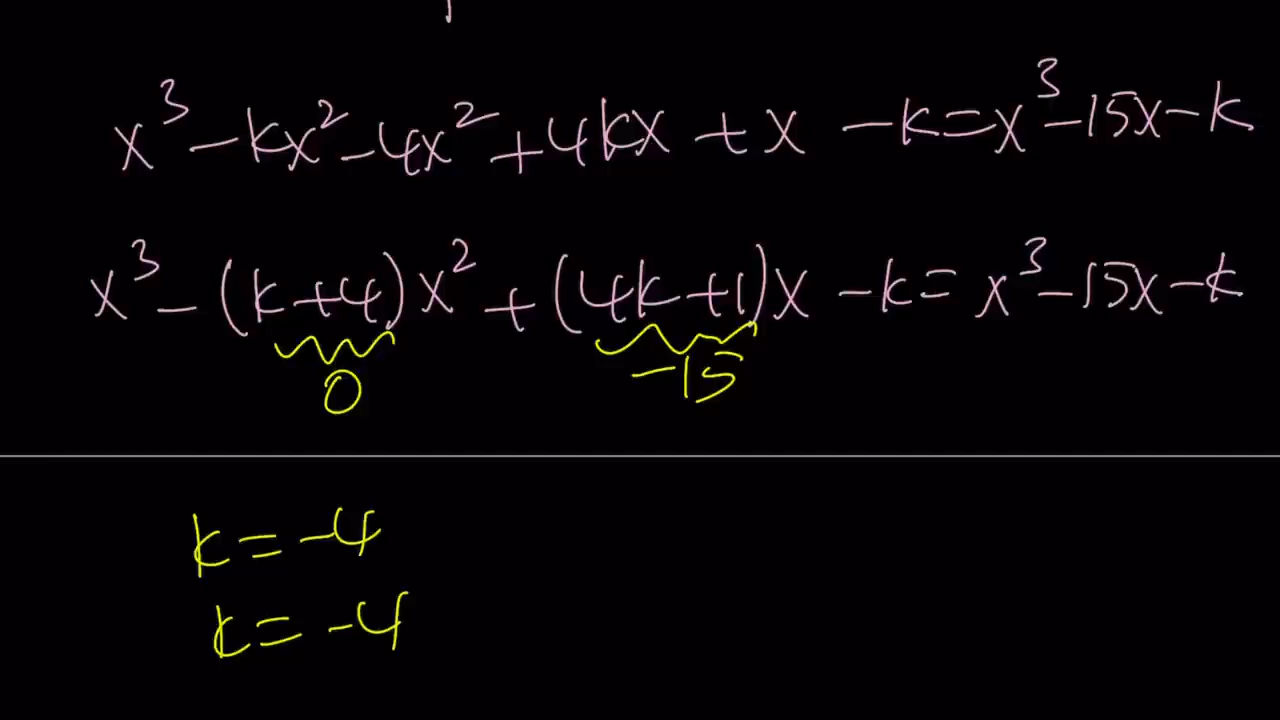 x³ − kx² − 4x² + 4kx + x − k = x³ − 15x − k
x³ − (k + 4)x² + (4k + 1)x − k = x³ − 15x − k
0 −15
k = −4
k = −4